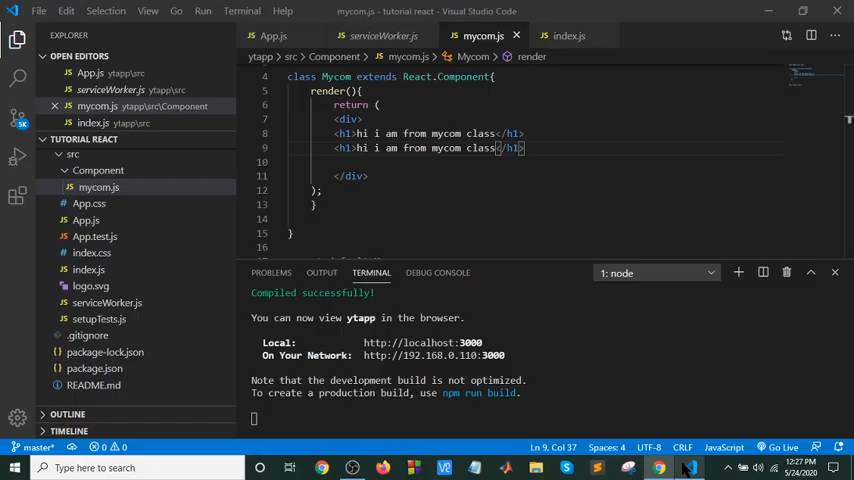 File Edit Selection View Go Run Terminal Help mycom.js - tutorial react - Visual Studio Code
EXPLORER
OPEN EDITORS
JS App.js ytapp\src
JS serviceWorker.js ytapp\src
JS mycom.js ytapp\src\Component
JS index.js ytapp\src
TUTORIAL REACT
src
Component
JS mycom.js
App.css
JS App.js
JS App.test.js
index.css
JS index.js
logo.svg
JS serviceWorker.js
JS setupTests.js
.gitignore
{} package-lock.json
{} package.json
README.md
OUTLINE
TIMELINE
5K
JS App.js JS serviceWorker.js JS mycom.js JS index.js
ytapp > src > Component > JS mycom.js > Mycom > render
4 class Mycom extends React.Component{
5 render(){
6 return (
7 <div>
8 <h1>hi i am from mycom class</h1>
9 <h1>hi i am from mycom class</h1>
10
11 </div>
12 );
13 }
14
15 }
16
PROBLEMS OUTPUT TERMINAL DEBUG CONSOLE 1: node
Compiled successfully!
You can now view ytapp in the browser.
Local: http://localhost:3000
On Your Network: http://192.168.0.110:3000
Note that the development build is not optimized.
To create a production build, use npm run build.
master* 0 0 Ln 9, Col 37 Spaces: 4 UTF-8 CRLF JavaScript Go Live
Type here to search
12:27 PM
5/24/2020